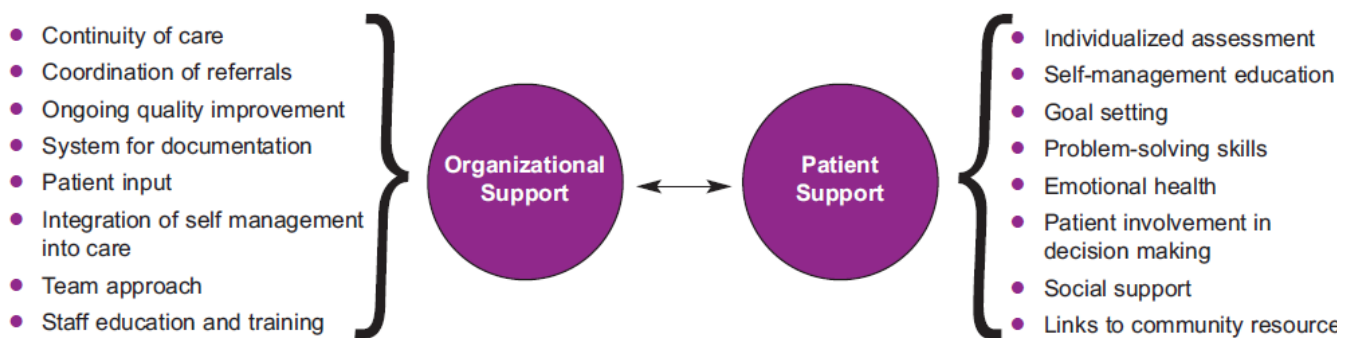 Continuity of care
Coordination of referrals
Ongoing quality improvement
System for documentation
Patient input
Integration of self management
into care
Team approach
Staff education and training
Organizational
Support
Patient
Support
Individualized assessment
Self-management education
Goal setting
Problem-solving skills
Emotional health
Patient involvement in
decision making
Social support
Links to community resource